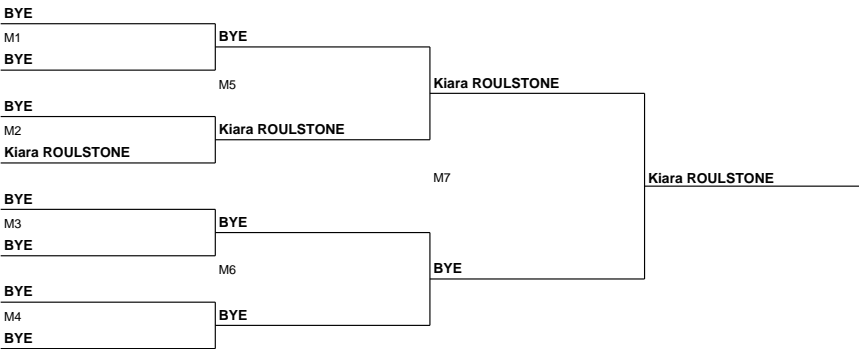 BYE
M1
BYE
BYE
M5
Kiara ROULSTONE
BYE
M2
Kiara ROULSTONE
Kiara ROULSTONE
M7
Kiara ROULSTONE
BYE
M3
BYE
BYE
M6
BYE
BYE
M4
BYE
BYE